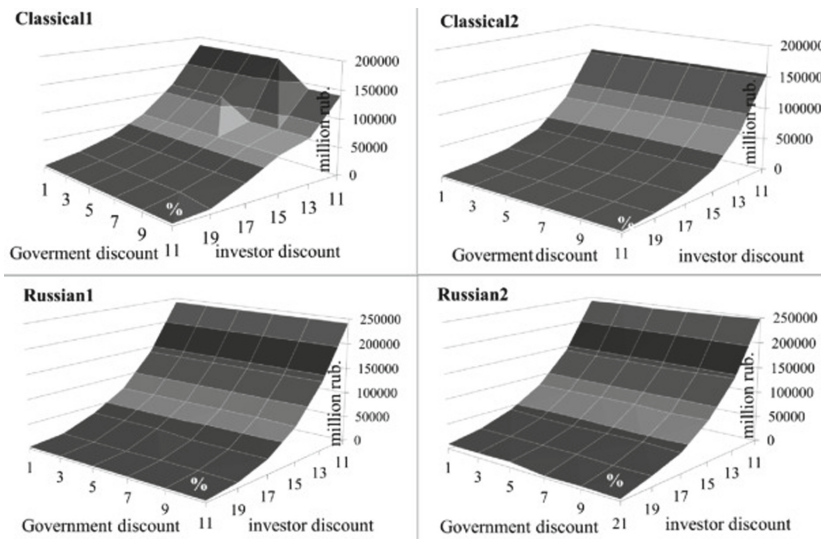 Classical1
200000
150000
100000
50000
0
million rub.
1 3 5 7 9 11
%
19 17 15 13 11
Goverment discount
investor discount
Classical2
200000
150000
100000
50000
0
million rub.
1 3 5 7 9 11
%
19 17 15 13 11
Goverment discount
investor discount
Russian1
250000
200000
150000
100000
50000
0
million rub.
1 3 5 7 9 11
%
19 17 15 13 11
Government discount
investor discount
Russian2
250000
200000
150000
100000
50000
0
million rub.
1 3 5 7 9 21
%
19 17 15 13 11
Government discount
investor discount